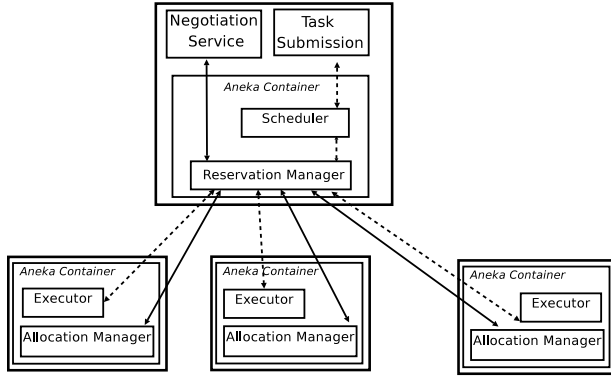 Negotiation
Service
Task
Submission
Aneka Container
Scheduler
Reservation Manager
Aneka Container
Executor
Allocation Manager
Aneka Container
Executor
Allocation Manager
Aneka Container
Executor
Allocation Manager